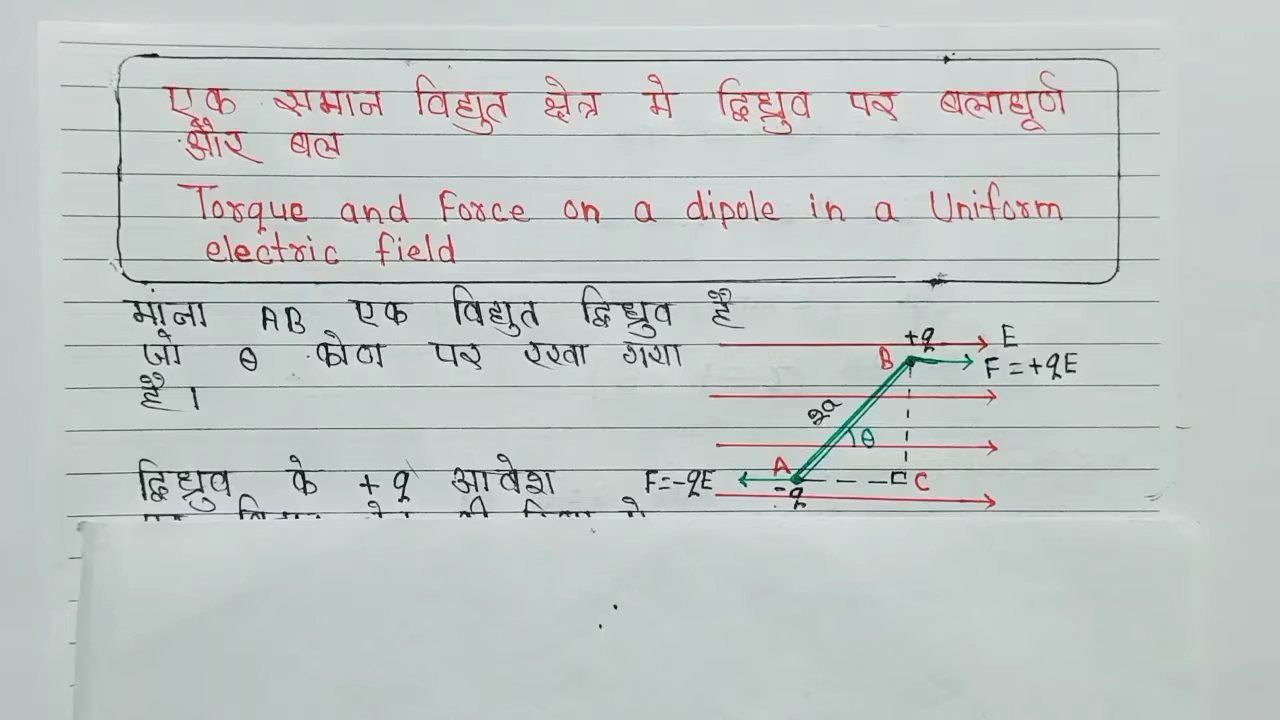 एक समान विद्युत क्षेत्र मे द्विध्रुव पर बलाघूर्ण
और बल
Torque and Force on a dipole in a Uniform
electric field
माना AB एक विद्युत द्विध्रुव है
जो θ कोण पर रखा गया
है ।
द्विध्रुव के +q आवेश
+q
E
B
F = +qE
2a
θ
A
F=-qE
C
-q